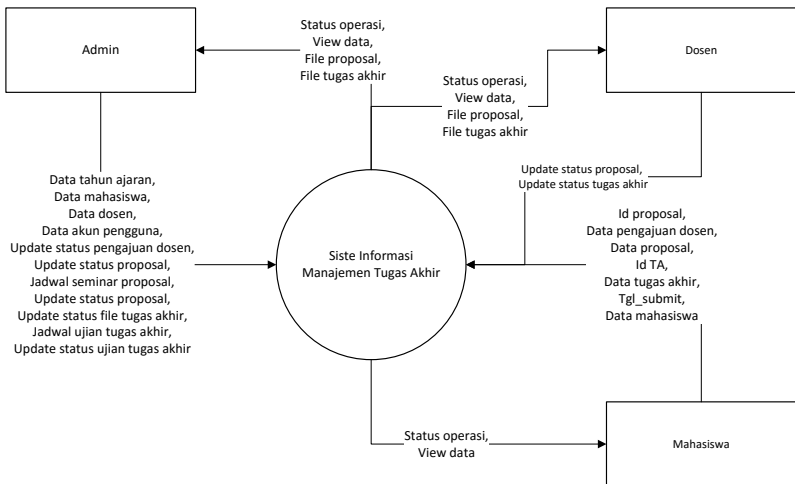 Admin
Status operasi,
View data,
File proposal,
File tugas akhir
Dosen
Status operasi,
View data,
File proposal,
File tugas akhir
Data tahun ajaran,
Data mahasiswa,
Data dosen,
Data akun pengguna,
Update status pengajuan dosen,
Update status proposal,
Jadwal seminar proposal,
Update status proposal,
Update status file tugas akhir,
Jadwal ujian tugas akhir,
Update status ujian tugas akhir
Siste Informasi
Manajemen Tugas Akhir
Update status proposal,
Update status tugas akhir
Id proposal,
Data pengajuan dosen,
Data proposal,
Id TA,
Data tugas akhir,
Tgl_submit,
Data mahasiswa
Status operasi,
View data
Mahasiswa